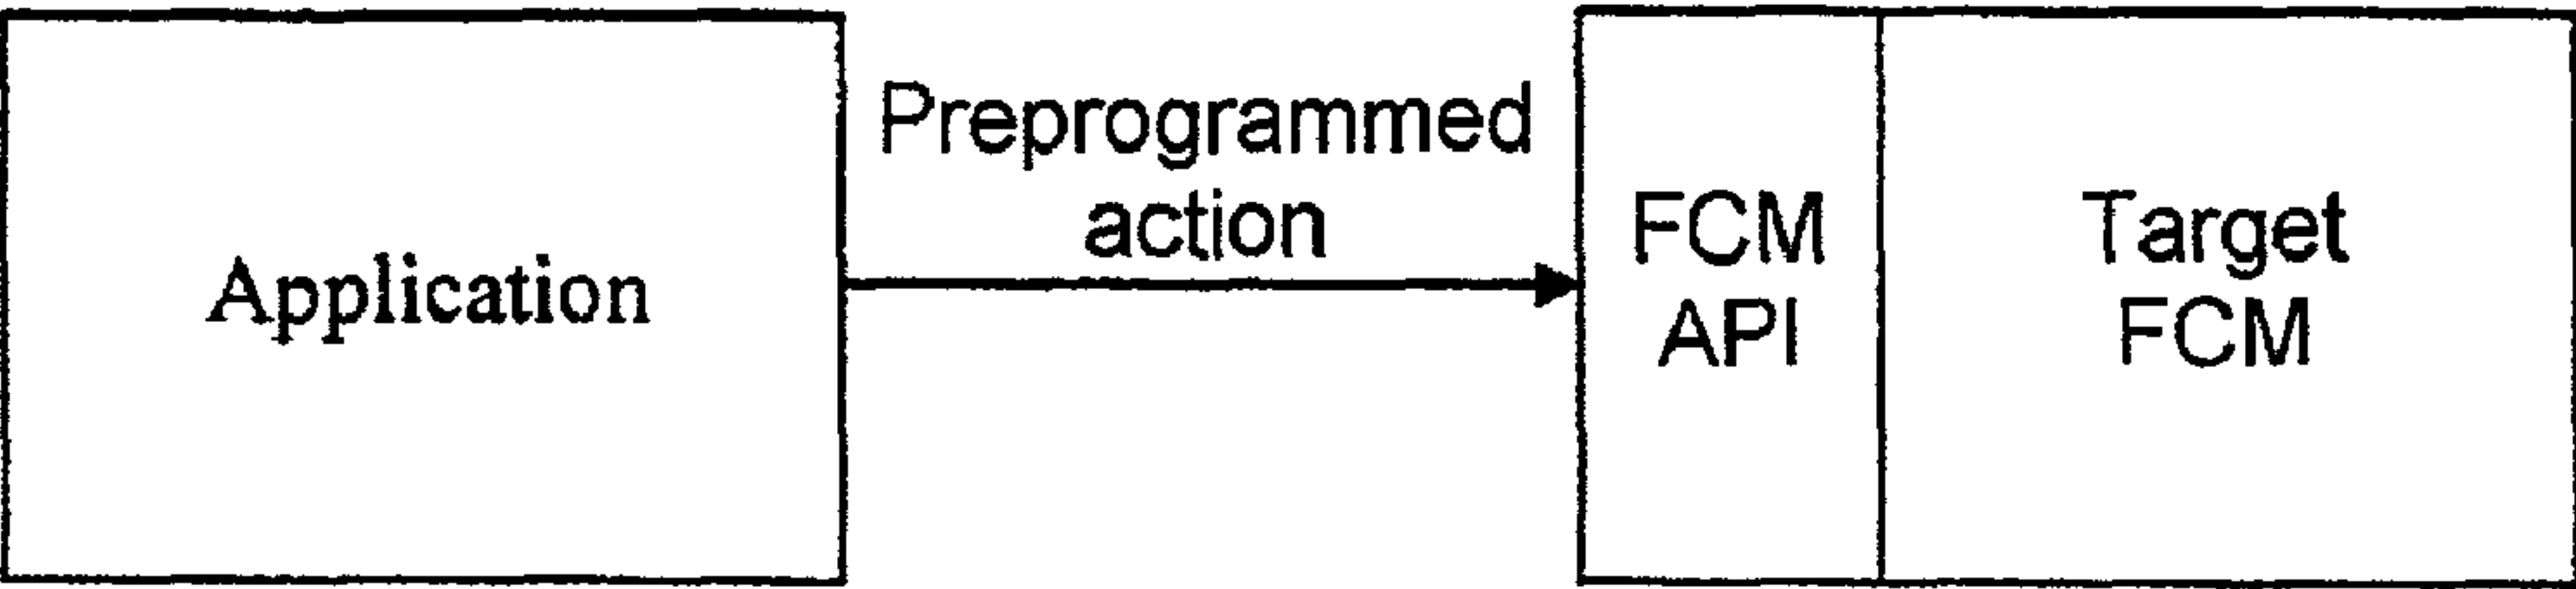 Application
Preprogrammed
action
FCM
API
Target
FCM